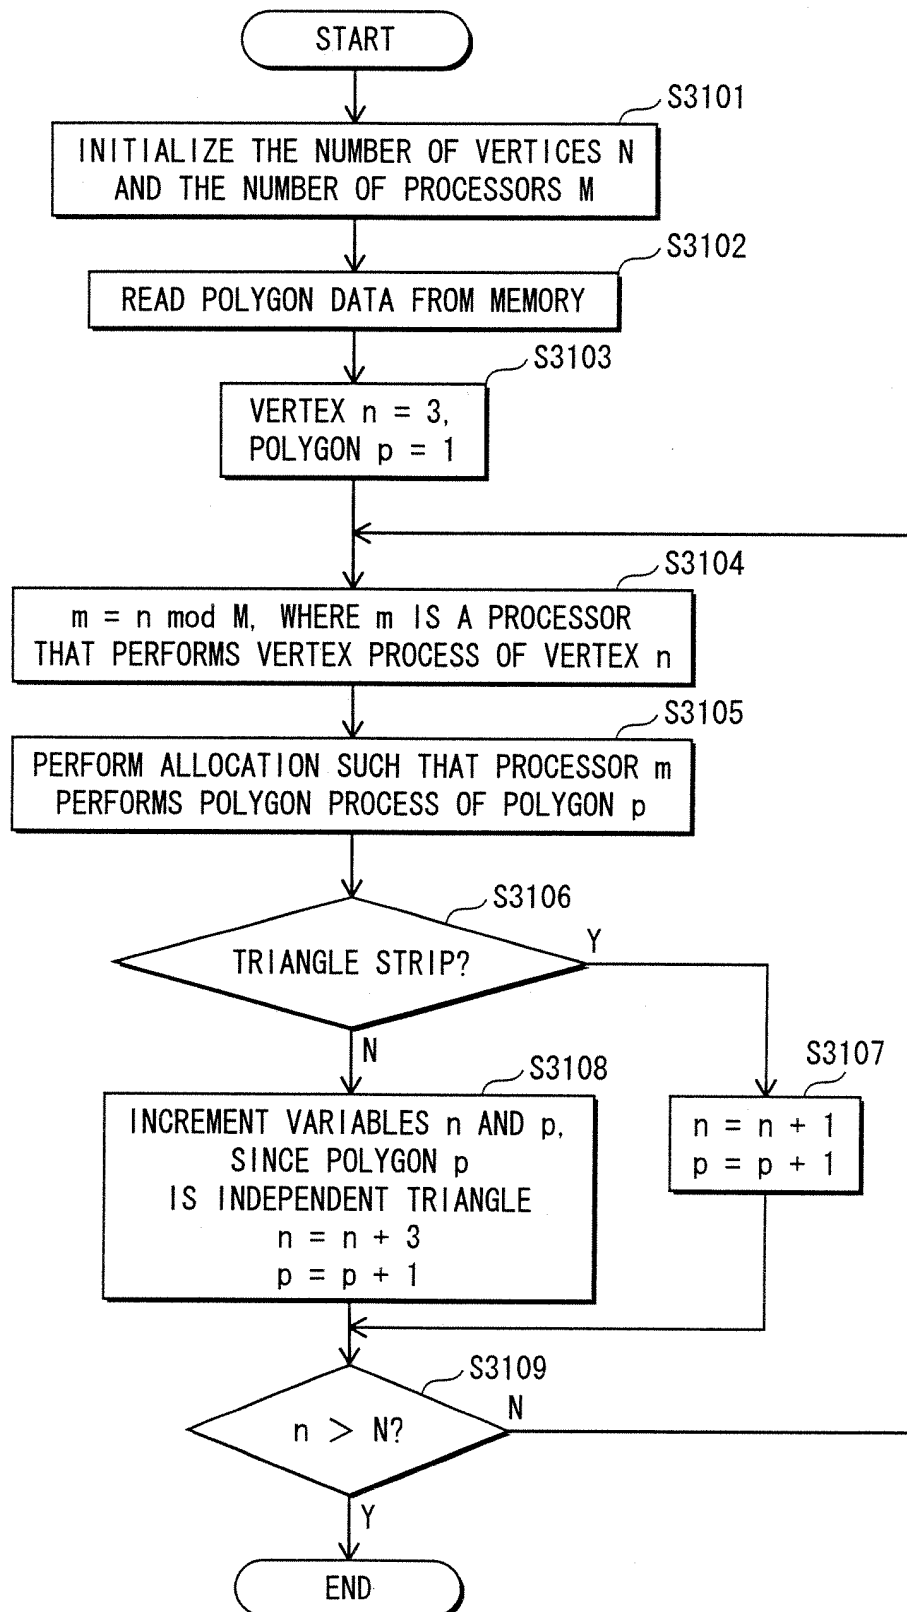 START
S3101
INITIALIZE THE NUMBER OF VERTICES N
AND THE NUMBER OF PROCESSORS M
S3102
READ POLYGON DATA FROM MEMORY
S3103
VERTEX n = 3,
POLYGON p = 1
S3104
m = n mod M, WHERE m IS A PROCESSOR
THAT PERFORMS VERTEX PROCESS OF VERTEX n
S3105
PERFORM ALLOCATION SUCH THAT PROCESSOR m
PERFORMS POLYGON PROCESS OF POLYGON p
S3106
TRIANGLE STRIP?
Y
N
S3107
n = n + 1
p = p + 1
S3108
INCREMENT VARIABLES n AND p,
SINCE POLYGON p
IS INDEPENDENT TRIANGLE
n = n + 3
p = p + 1
S3109
n > N?
N
Y
END